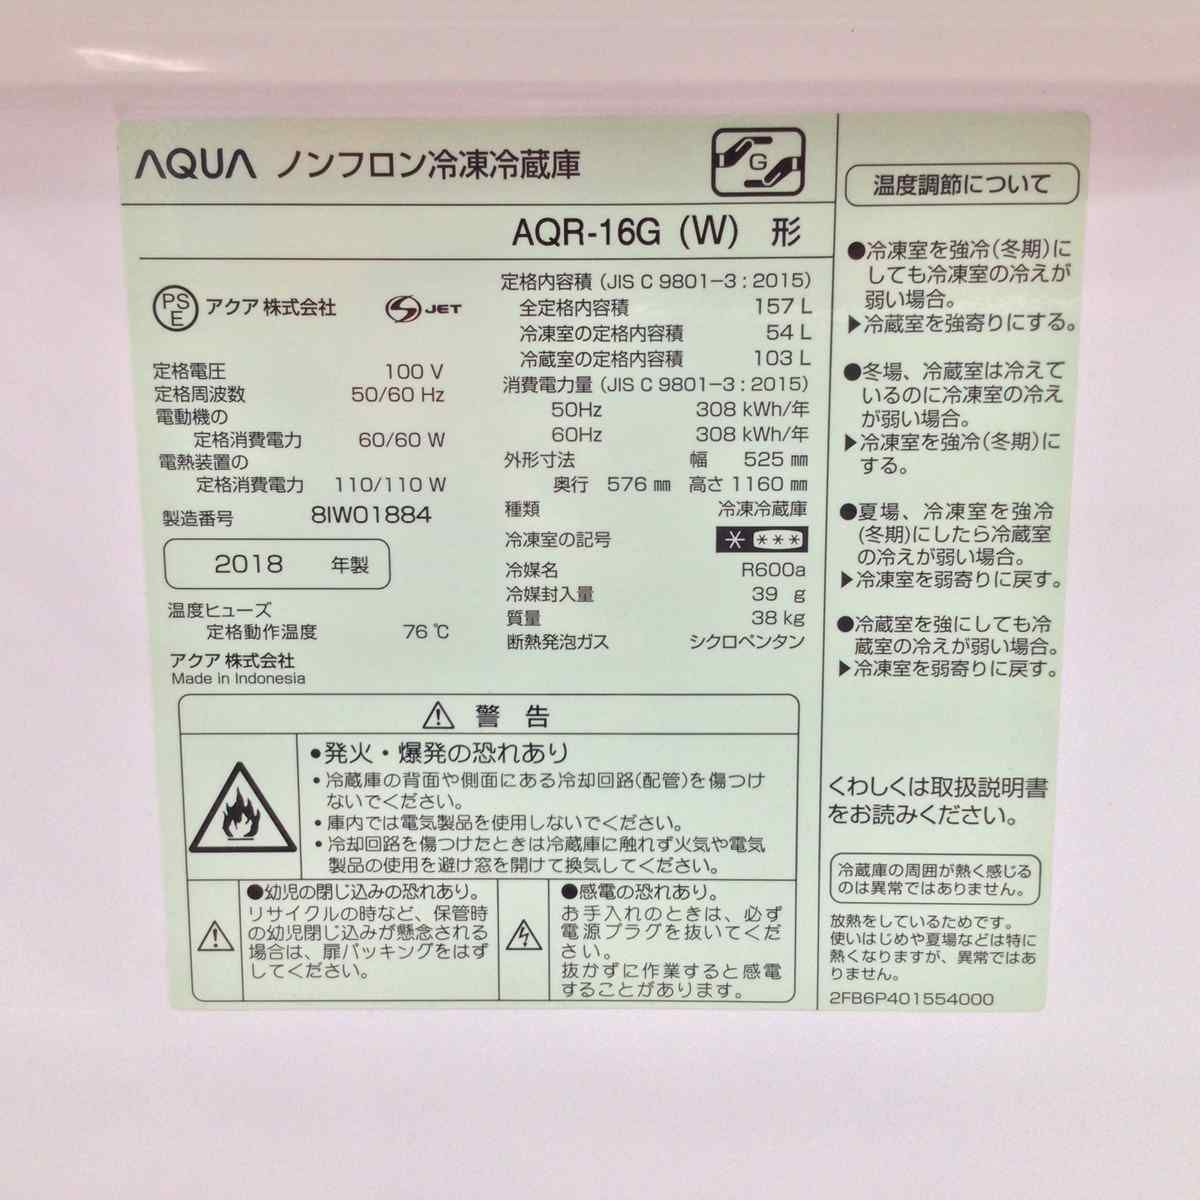 AQUA ノンフロン冷凍冷蔵庫
G
AQR-16G (W) 形
PS
E
アクア 株式会社
S JET
定格電圧 100 V
定格周波数 50/60 Hz
電動機の
定格消費電力 60/60 W
電熱装置の
定格消費電力 110/110 W
製造番号 8IW01884
2018 年製
温度ヒューズ
定格動作温度 76℃
アクア 株式会社
Made in Indonesia
定格内容積 (JIS C 9801-3 : 2015)
全定格内容積 157 L
冷凍室の定格内容積 54 L
冷蔵室の定格内容積 103 L
消費電力量 (JIS C 9801-3 : 2015)
50Hz 308 kWh/年
60Hz 308 kWh/年
外形寸法 幅 525 ㎜
奥行 576 ㎜ 高さ 1160 ㎜
種類 冷凍冷蔵庫
冷凍室の記号 * ***
冷媒名 R600a
冷媒封入量 39 g
質量 38 kg
断熱発泡ガス シクロペンタン
⚠ 警 告
●発火・爆発の恐れあり
・冷蔵庫の背面や側面にある冷却回路(配管)を傷つけ
ないでください。
・庫内では電気製品を使用しないでください。
・冷却回路を傷つけたときは冷蔵庫に触れず火気や電気
製品の使用を避け窓を開けて換気してください。
●幼児の閉じ込みの恐れあり。
リサイクルの時など、保管時
の幼児閉じ込みが懸念される
場合は、扉パッキングをはず
してください。
●感電の恐れあり。
お手入れのときは、必ず
電源プラグを抜いてくだ
さい。
抜かずに作業すると感電
することがあります。
温度調節について
●冷凍室を強冷(冬期)に
しても冷凍室の冷えが
弱い場合。
▶冷蔵室を強寄りにする。
●冬場、冷蔵室は冷えて
いるのに冷凍室の冷え
が弱い場合。
▶冷凍室を強冷(冬期)に
する。
●夏場、冷凍室を強冷
(冬期)にしたら冷蔵室
の冷えが弱い場合。
▶冷凍室を弱寄りに戻す。
●冷蔵室を強にしても冷
蔵室の冷えが弱い場合。
▶冷凍室を弱寄りに戻す。
くわしくは取扱説明書
をお読みください。
冷蔵庫の周囲が熱く感じる
のは異常ではありません。
放熱をしているためです。
使いはじめや夏場などは特に
熱くなりますが、異常ではあ
りません。
2FB6P401554000